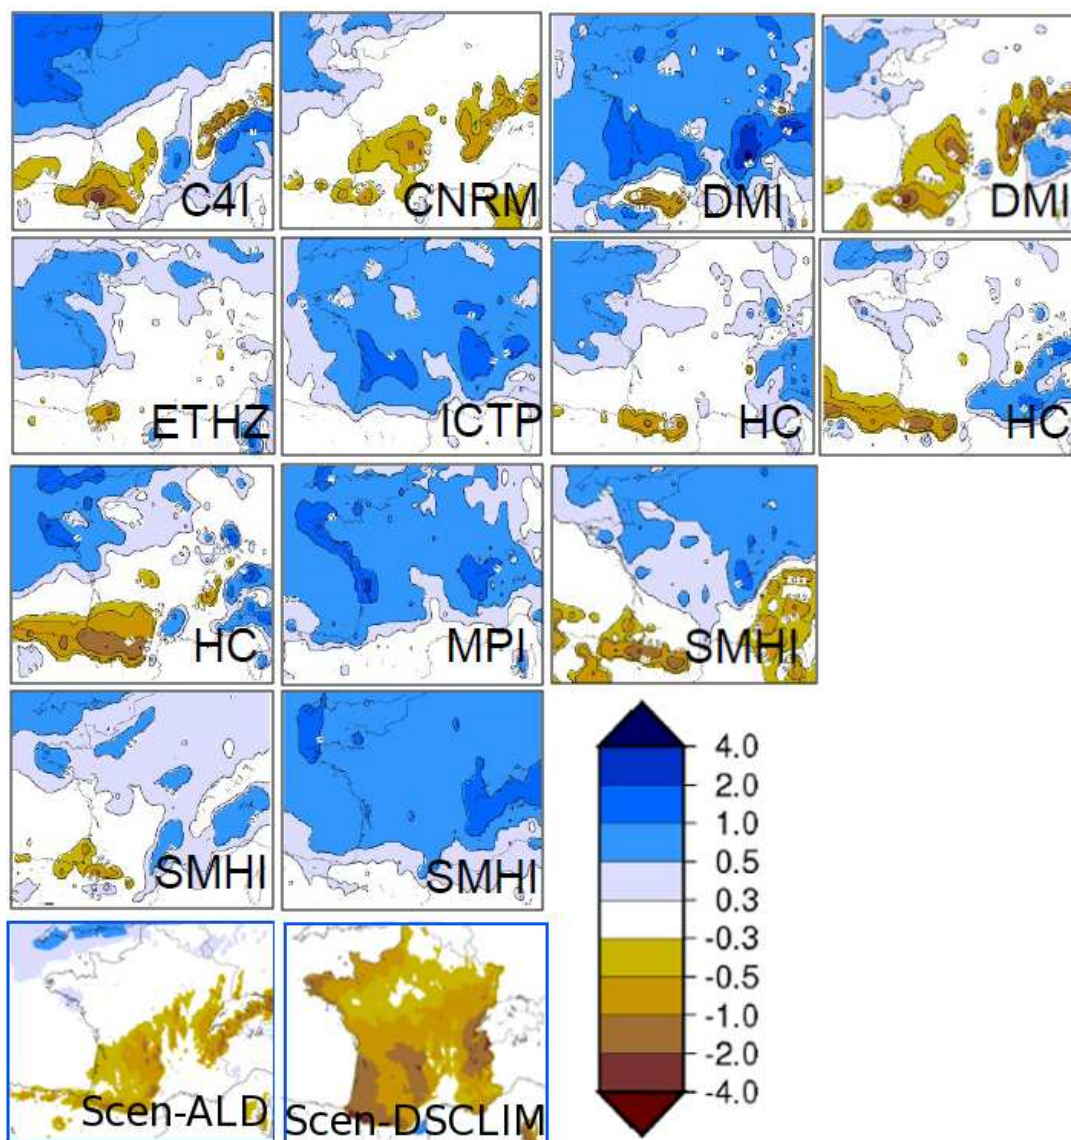 C4I
CNRM
DMI
DMI
ETHZ
ICTP
HC
HC
HC
MPI
SMHI
SMHI
SMHI
4.0
2.0
1.0
0.5
0.3
-0.3
-0.5
-1.0
-2.0
-4.0
Scen-ALD
Scen-DSCLIM